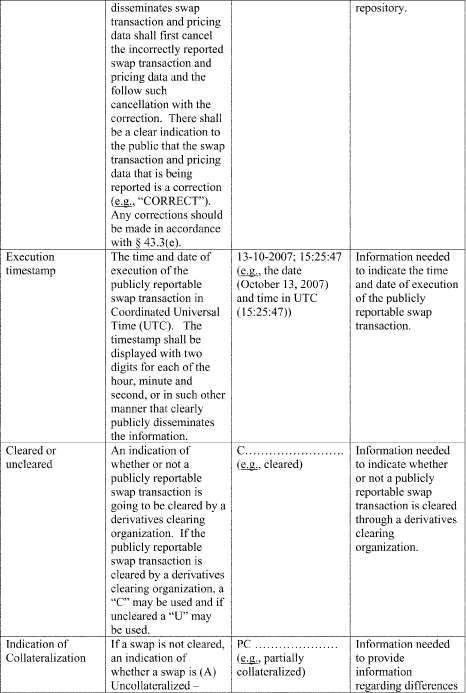 disseminates swap
transaction and pricing
data shall first cancel
the incorrectly reported
swap transaction and
pricing data and the
follow such
cancellation with the
correction. There shall
be a clear indication to
the public that the swap
transaction and pricing
data that is being
reported is a correction
(e.g., “CORRECT”).
Any corrections should
be made in accordance
with § 43.3(e).
repository.
Execution
timestamp
The time and date of
execution of the
publicly reportable
swap transaction in
Coordinated Universal
Time (UTC). The
timestamp shall be
displayed with two
digits for each of the
hour, minute and
second, or in such other
manner that clearly
publicly disseminates
the information.
13-10-2007; 15:25:47
(e.g., the date
(October 13, 2007)
and time in UTC
(15:25:47))
Information needed
to indicate the time
and date of execution
of the publicly
reportable swap
transaction.
Cleared or
uncleared
An indication of
whether or not a
publicly reportable
swap transaction is
going to be cleared by a
derivatives clearing
organization. If the
publicly reportable
swap transaction is
cleared by a derivatives
clearing organization, a
“C” may be used and if
uncleared a “U” may
be used.
C…………………….
(e.g., cleared)
Information needed
to indicate whether
or not a publicly
reportable swap
transaction is cleared
through a derivatives
clearing
organization.
Indication of
Collateralization
If a swap is not cleared,
an indication of
whether a swap is (A)
Uncollateralized –
PC …………………
(e.g., partially
collateralized)
Information needed
to provide
information
regarding differences